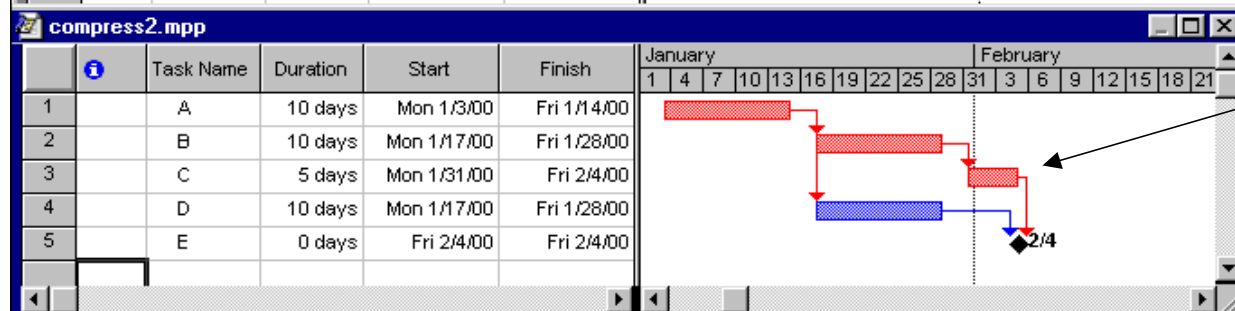 compress2.mpp
Task Name Duration Start Finish January February
1 4 7 10 13 16 19 22 25 28 31 3 6 9 12 15 18 21
1 A 10 days Mon 1/3/00 Fri 1/14/00
2 B 10 days Mon 1/17/00 Fri 1/28/00
3 C 5 days Mon 1/31/00 Fri 2/4/00
4 D 10 days Mon 1/17/00 Fri 1/28/00
5 E 0 days Fri 2/4/00 Fri 2/4/00 2/4